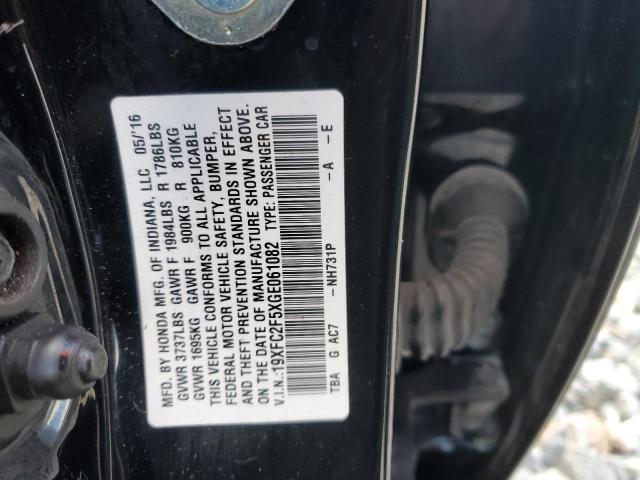 MFD. BY HONDA MFG. OF INDIANA, LLC 05/'16
GVWR 3737LBS GAWR F 1984LBS R 1786LBS
GVWR 1695KG GAWR F 900KG R 810KG
THIS VEHICLE CONFORMS TO ALL APPLICABLE
FEDERAL MOTOR VEHICLE SAFETY, BUMPER,
AND THEFT PREVENTION STANDARDS IN EFFECT
ON THE DATE OF MANUFACTURE SHOWN ABOVE.
V.I.N.:19XFC2F5XGE061082 TYPE: PASSENGER CAR
TBA G AC7 -NH731P -A -E